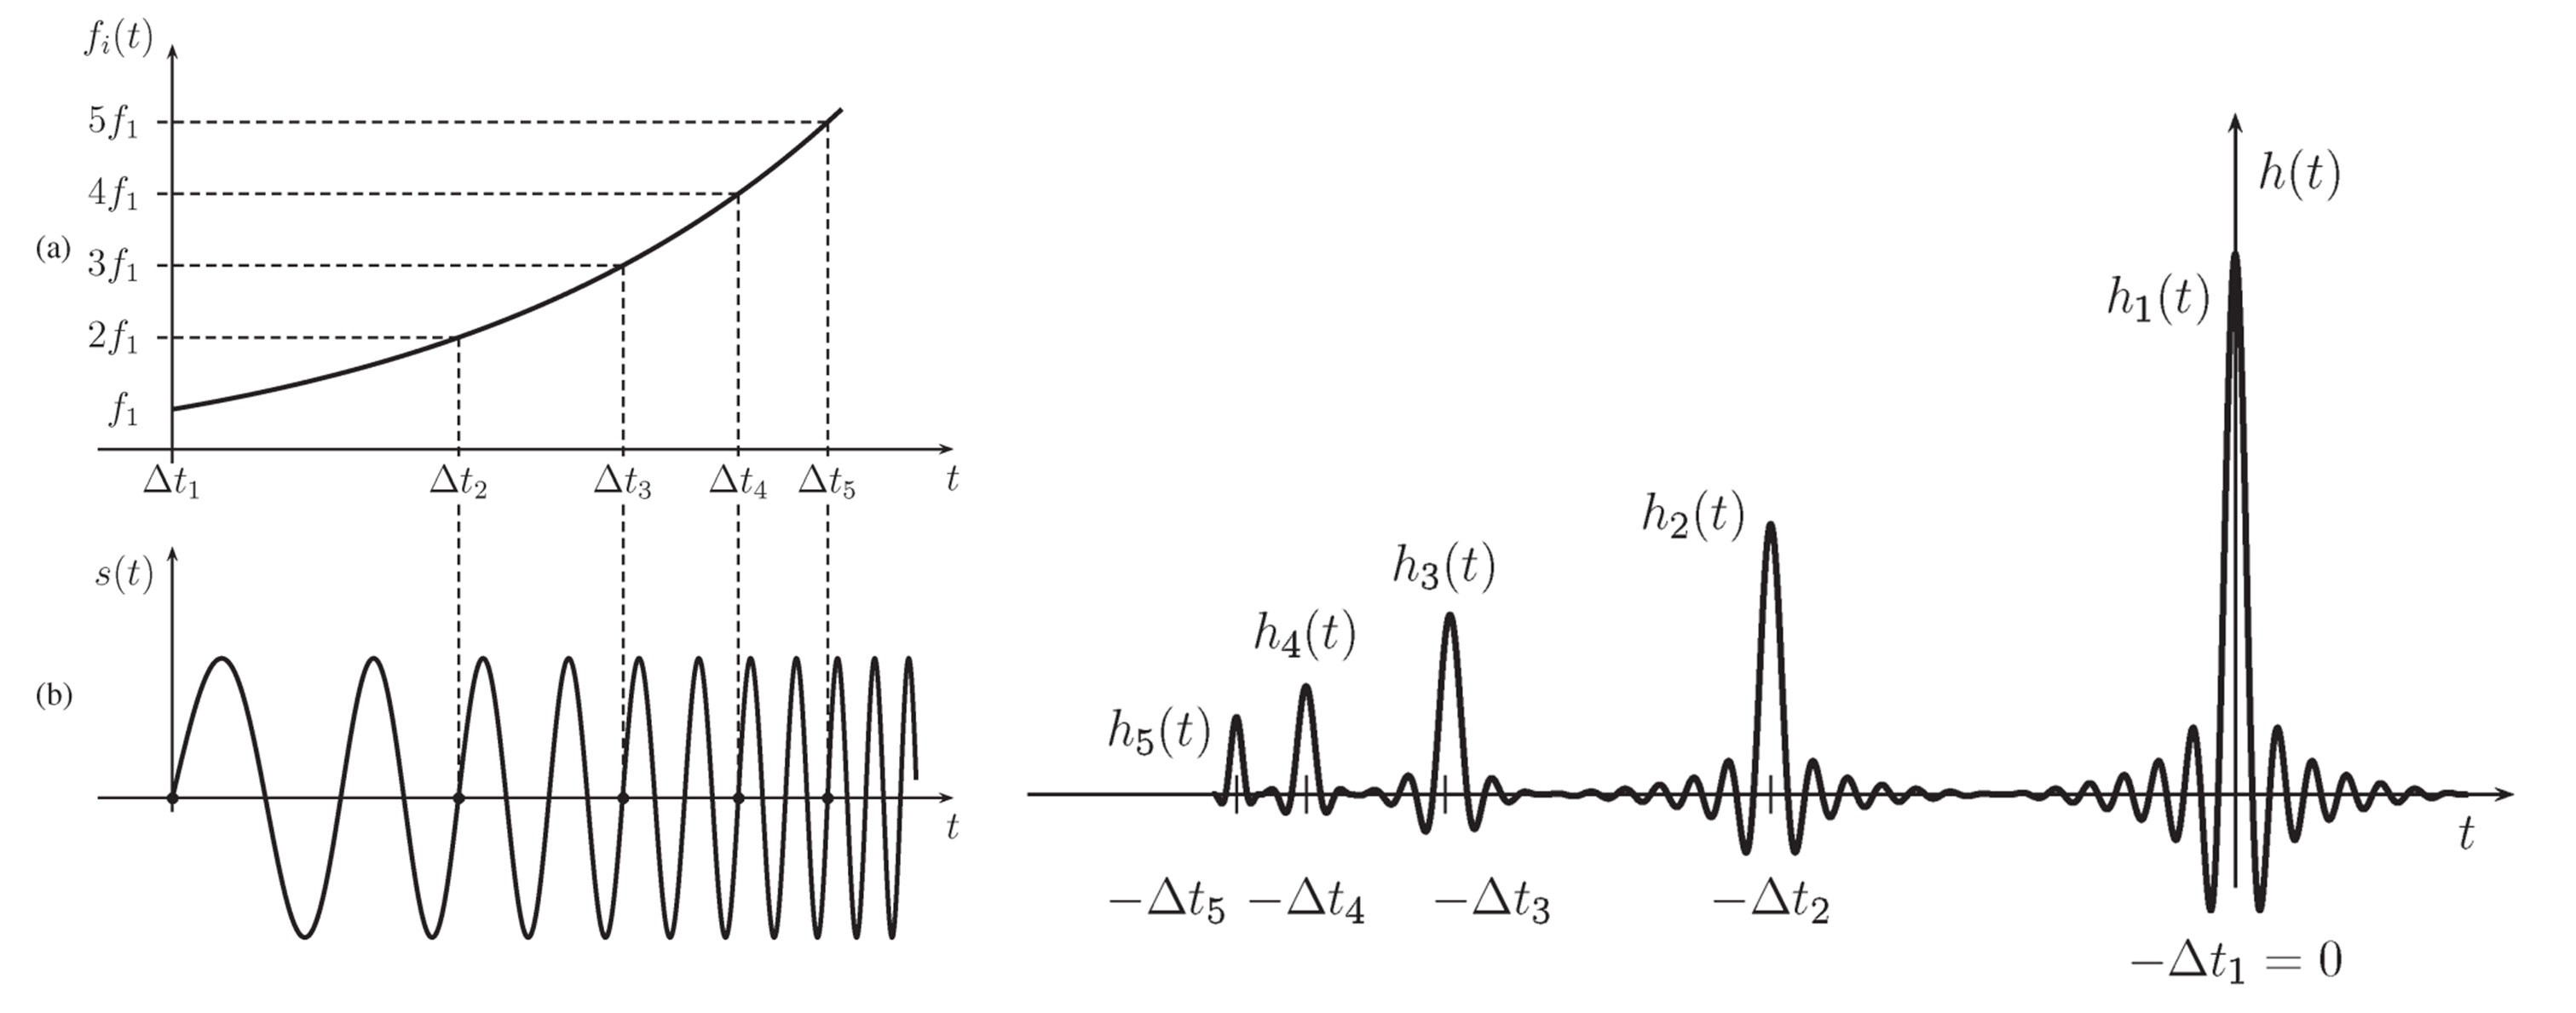 fᵢ(t)
5f₁
4f₁
(a) 3f₁
2f₁
f₁
Δt₁ Δt₂ Δt₃ Δt₄ Δt₅ t
s(t)
(b)
t
h(t)
h₁(t)
h₂(t)
h₃(t)
h₄(t)
h₅(t)
t
−Δt₅ −Δt₄ −Δt₃ −Δt₂
−Δt₁ = 0